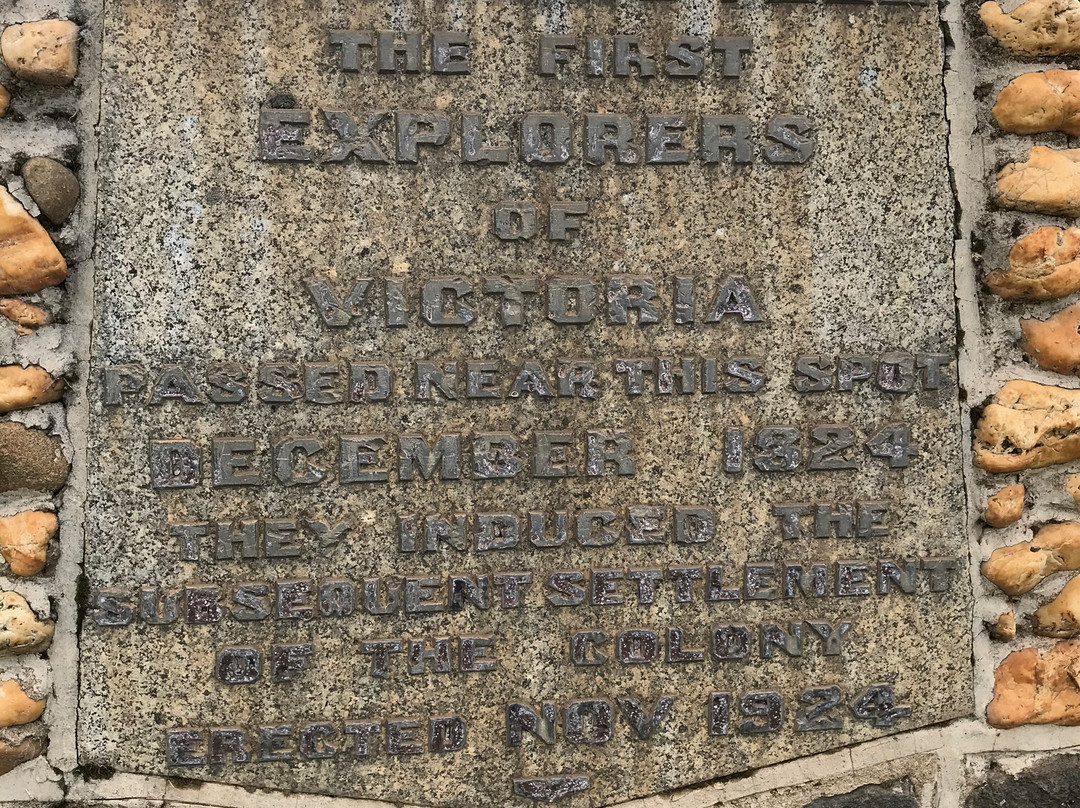 THE FIRST
EXPLORERS
OF
VICTORIA
PASSED NEAR THIS SPOT
DECEMBER 1824
THEY INDUCED THE
SUBSEQUENT SETTLEMENT
OF THE COLONY
ERECTED NOV 1924